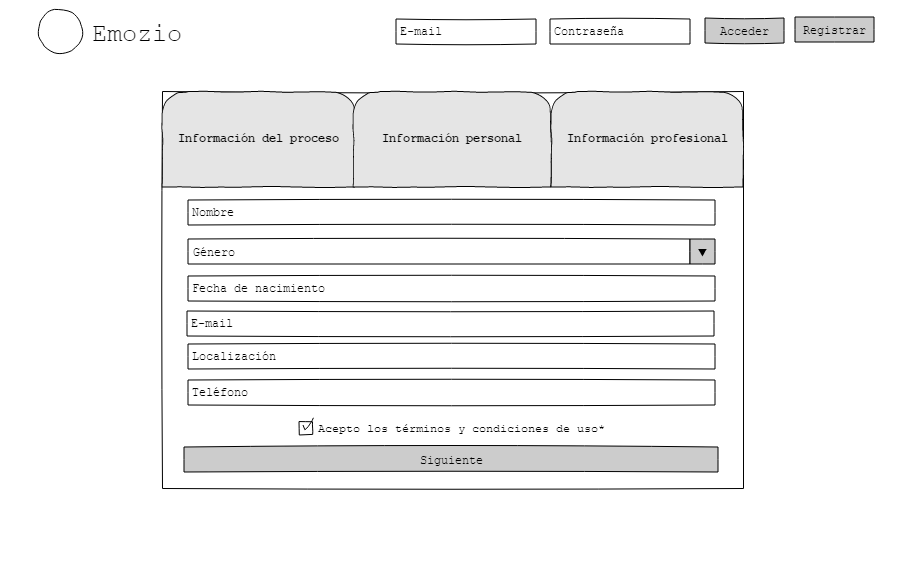 Emozio
E-mail
Contraseña
Acceder
Registrar
Información del proceso
Información personal
Información profesional
Nombre
Género
Fecha de nacimiento
E-mail
Localización
Teléfono
Acepto los términos y condiciones de uso*
Siguiente